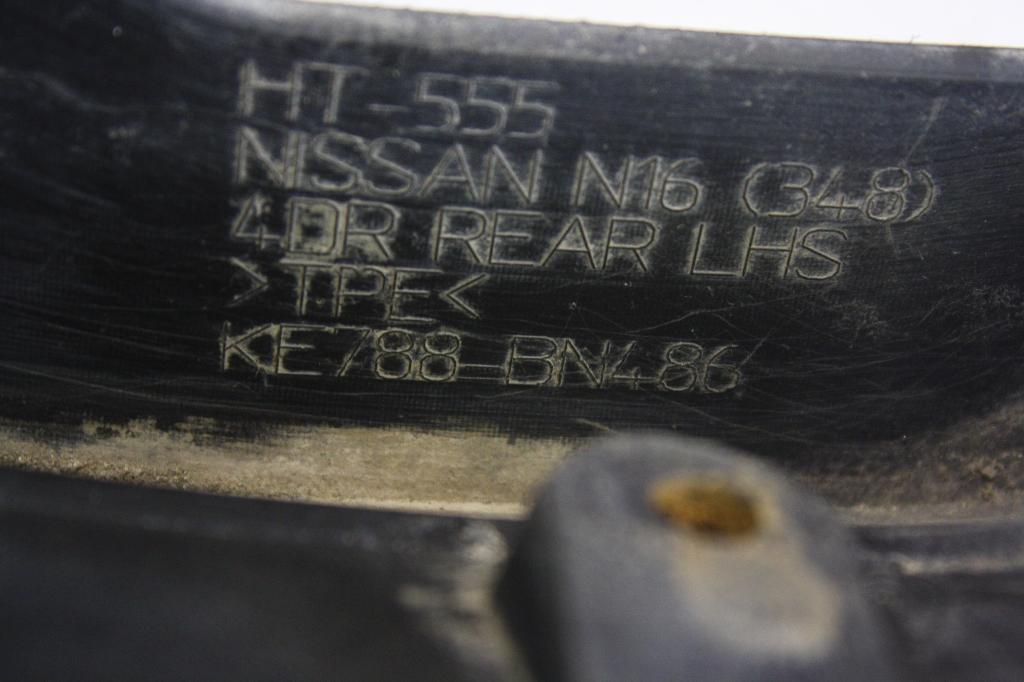 HT-555
NISSAN N16 (348)
4DR REAR LHS
>TPE<
KE788-BN486